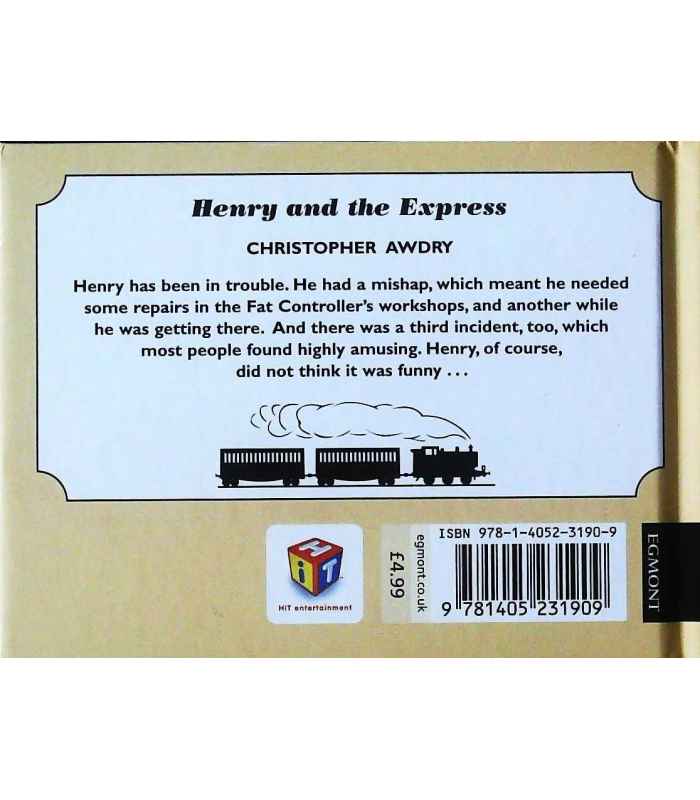 Henry and the Express
CHRISTOPHER AWDRY
Henry has been in trouble. He had a mishap, which meant he needed
some repairs in the Fat Controller's workshops, and another while
he was getting there. And there was a third incident, too, which
most people found highly amusing. Henry, of course,
did not think it was funny . . .
HiT
HiT entertainment
egmont.co.uk
£4.99
ISBN 978-1-4052-3190-9
9 781405 231909
EGMONT